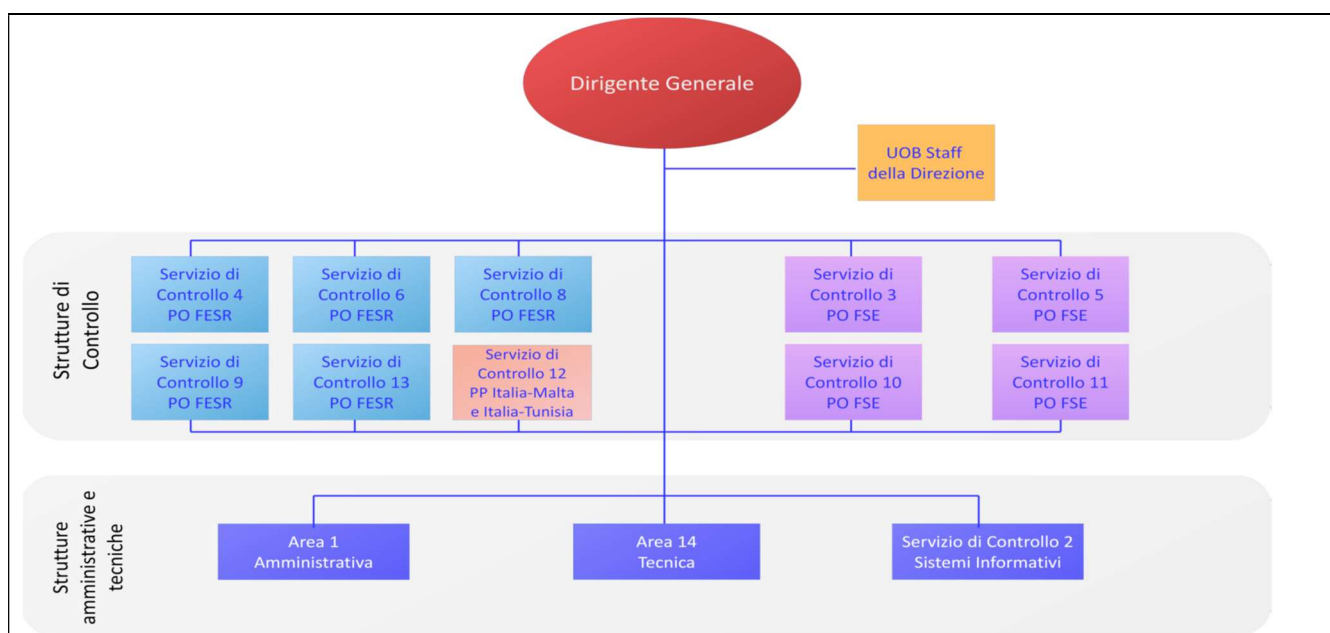 Dirigente Generale
UOB Staff
della Direzione
Strutture di
Controllo
Servizio di
Controllo 4
PO FESR
Servizio di
Controllo 6
PO FESR
Servizio di
Controllo 8
PO FESR
Servizio di
Controllo 3
PO FSE
Servizio di
Controllo 5
PO FSE
Servizio di
Controllo 9
PO FESR
Servizio di
Controllo 13
PO FESR
Servizio di
Controllo 12
PP Italia-Malta
e Italia-Tunisia
Servizio di
Controllo 10
PO FSE
Servizio di
Controllo 11
PO FSE
Strutture
amministrative e
tecniche
Area 1
Amministrativa
Area 14
Tecnica
Servizio di Controllo 2
Sistemi Informativi